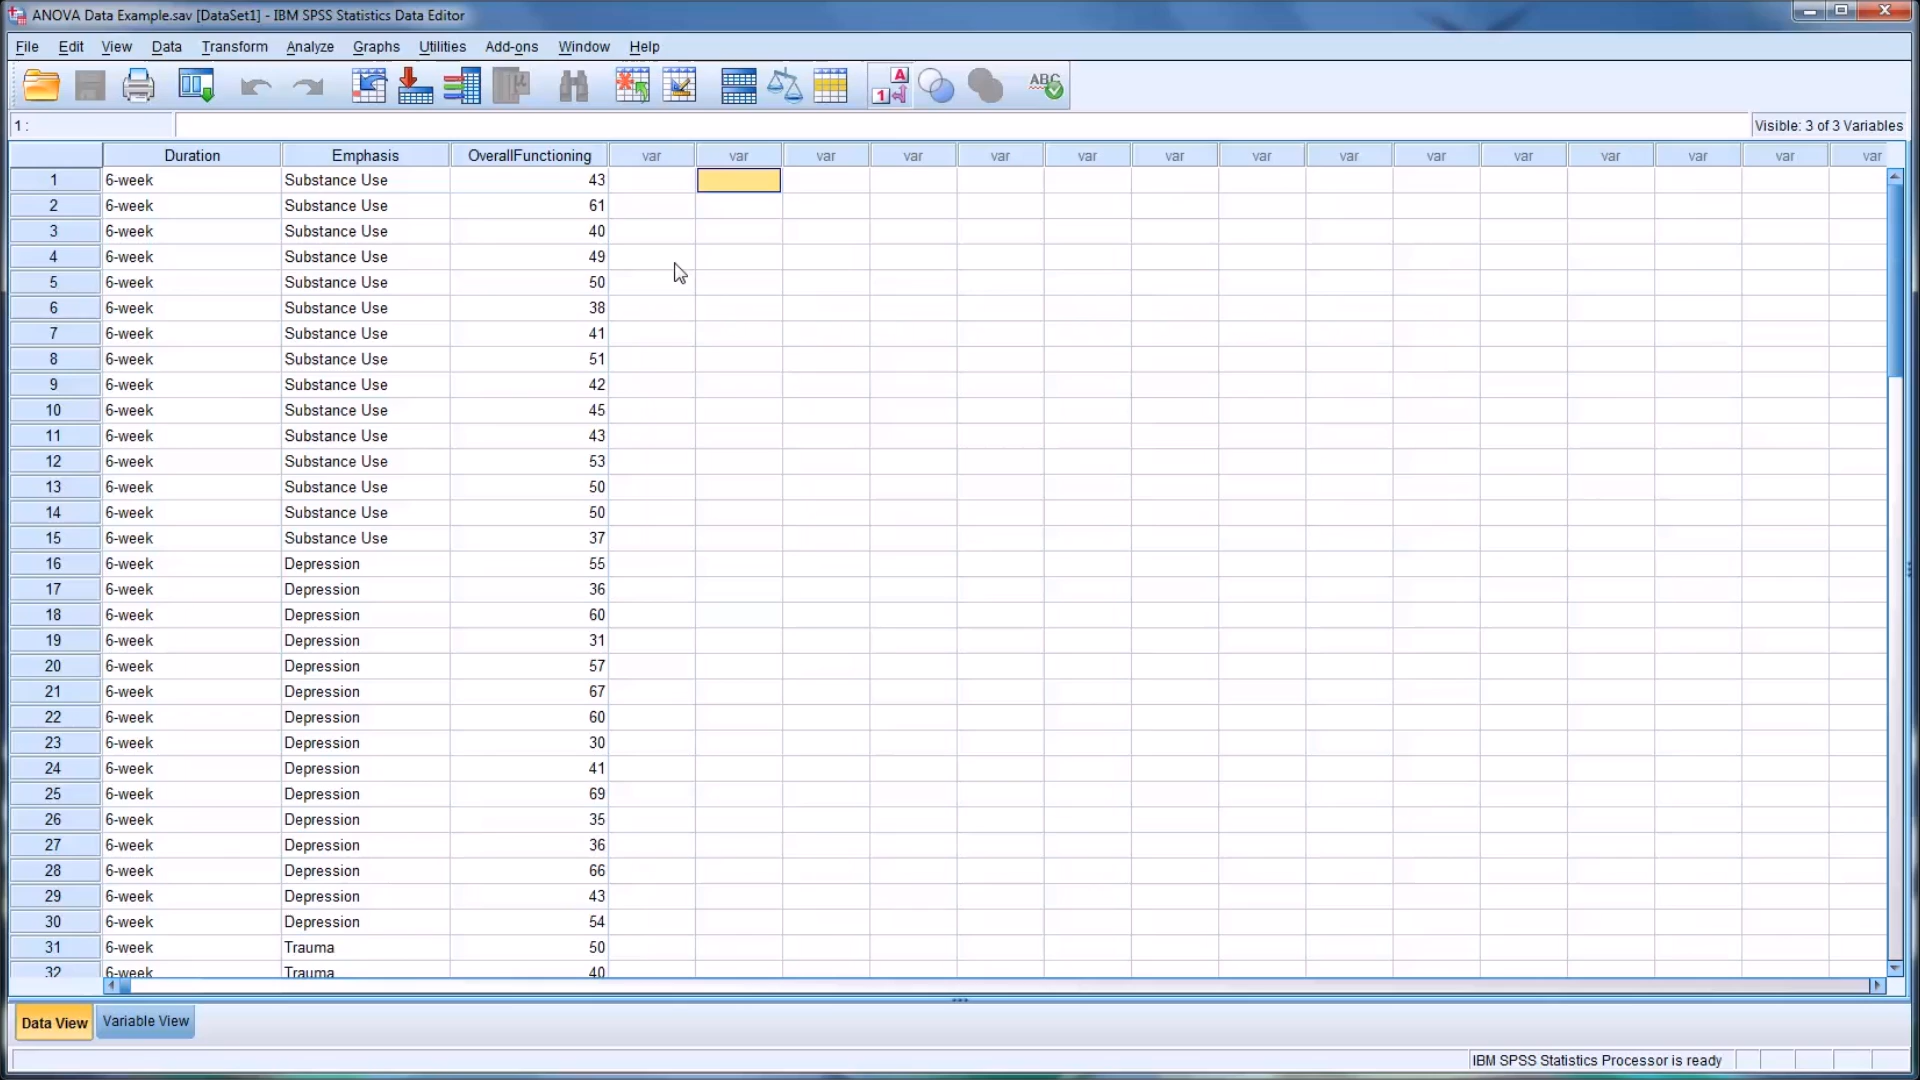 ANOVA Data Example.sav [DataSet1] - IBM SPSS Statistics Data Editor
File Edit View Data Transform Analyze Graphs Utilities Add-ons Window Help
A
1
ABC
1 :
Visible: 3 of 3 Variables
Duration Emphasis OverallFunctioning var var var var var var var var var var var var var var var
1 6-week Substance Use 43
2 6-week Substance Use 61
3 6-week Substance Use 40
4 6-week Substance Use 49
5 6-week Substance Use 50
6 6-week Substance Use 38
7 6-week Substance Use 41
8 6-week Substance Use 51
9 6-week Substance Use 42
10 6-week Substance Use 45
11 6-week Substance Use 43
12 6-week Substance Use 53
13 6-week Substance Use 50
14 6-week Substance Use 50
15 6-week Substance Use 37
16 6-week Depression 55
17 6-week Depression 36
18 6-week Depression 60
19 6-week Depression 31
20 6-week Depression 57
21 6-week Depression 67
22 6-week Depression 60
23 6-week Depression 30
24 6-week Depression 41
25 6-week Depression 69
26 6-week Depression 35
27 6-week Depression 36
28 6-week Depression 66
29 6-week Depression 43
30 6-week Depression 54
31 6-week Trauma 50
32 6-week Trauma 40
Data View Variable View
IBM SPSS Statistics Processor is ready